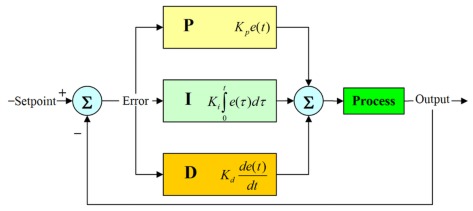 P K_p e(t)
–Setpoint + Σ Error I K_i ∫_0^t e(τ)dτ Σ Process Output
−
D K_d de(t)/dt